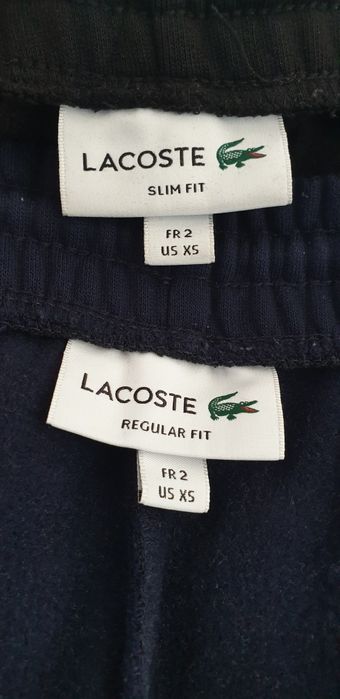 LACOSTE
SLIM FIT
FR 2
US XS
LACOSTE
REGULAR FIT
FR 2
US XS